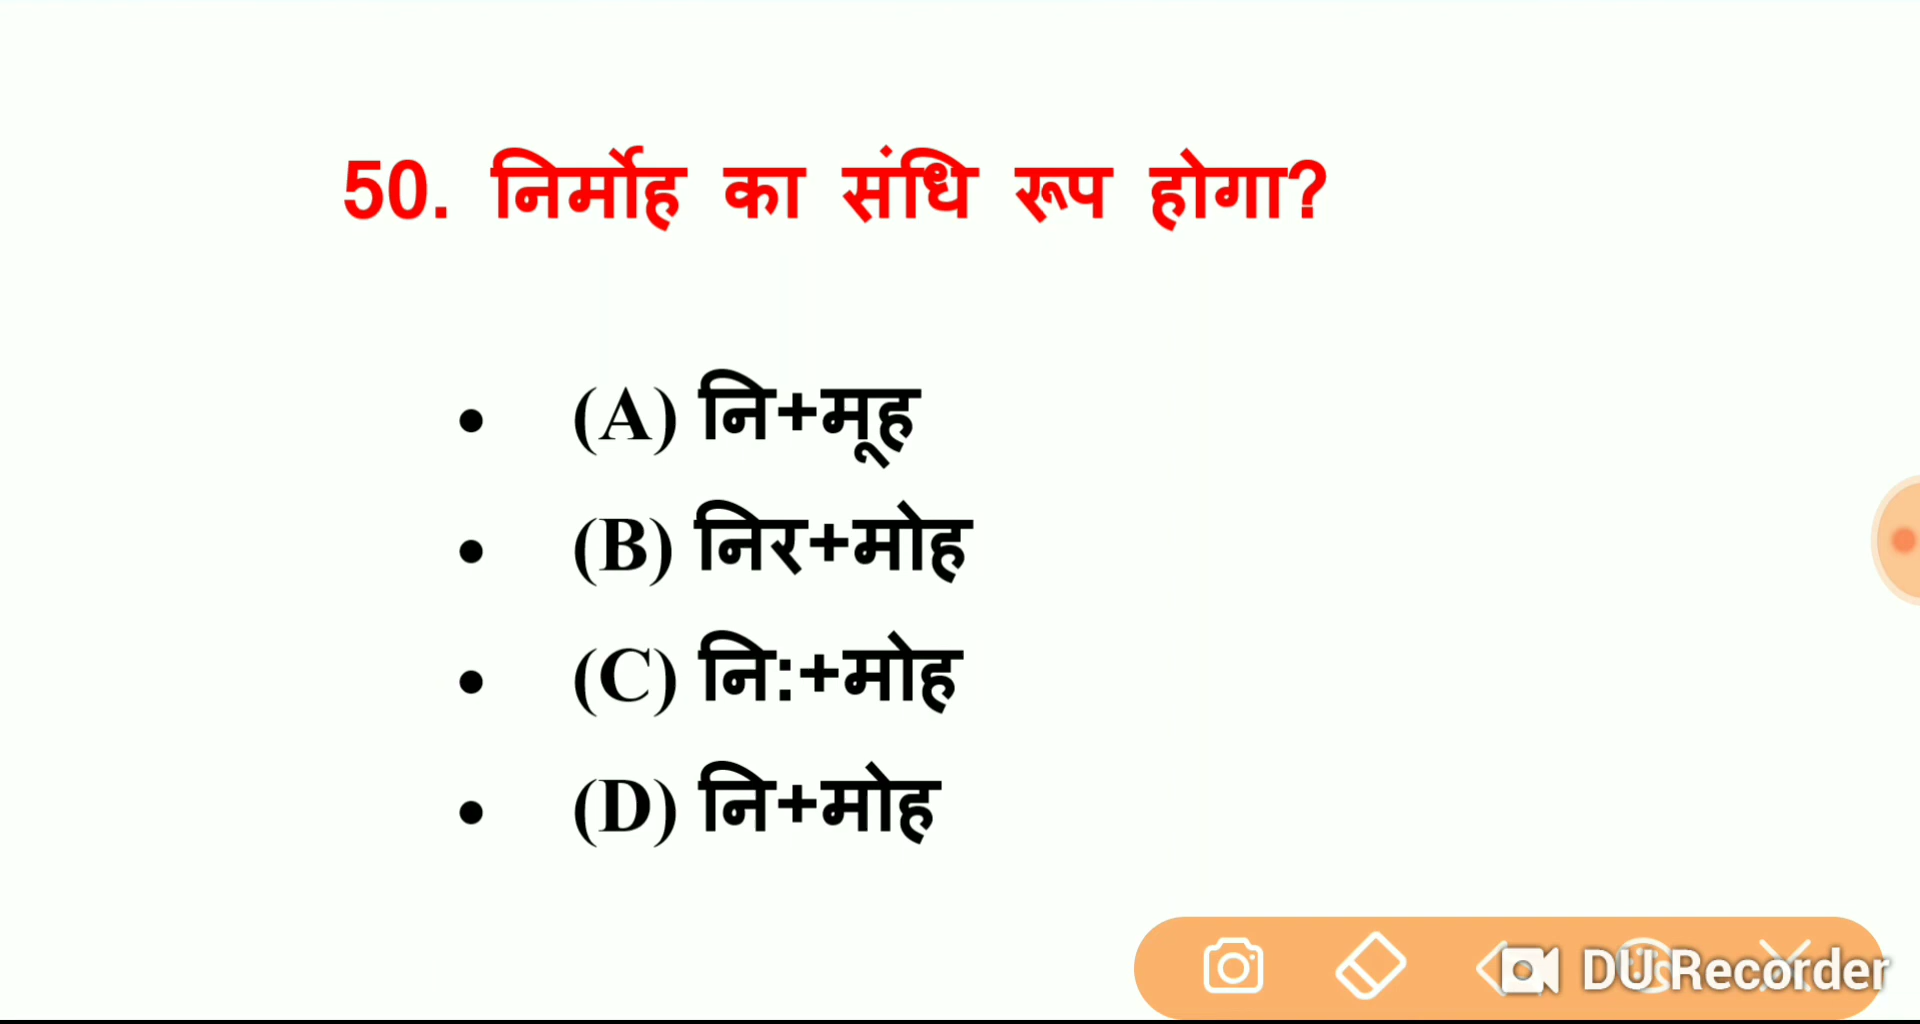 50. निर्मोह का संधि रूप होगा?
• (A) नि+मूह
• (B) निर+मोह
• (C) नि:+मोह
• (D) नि+मोह
DU Recorder